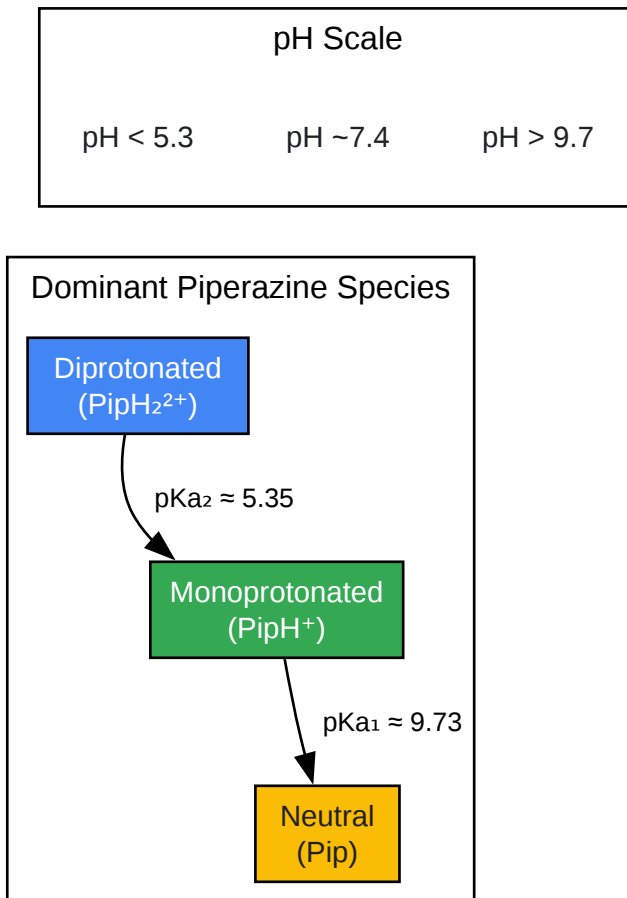 pH Scale
pH < 5.3
pH ~7.4
pH > 9.7
Dominant Piperazine Species
Diprotonated
(PipH₂²⁺)
pKa₂ ≈ 5.35
Monoprotonated
(PipH⁺)
pKa₁ ≈ 9.73
Neutral
(Pip)